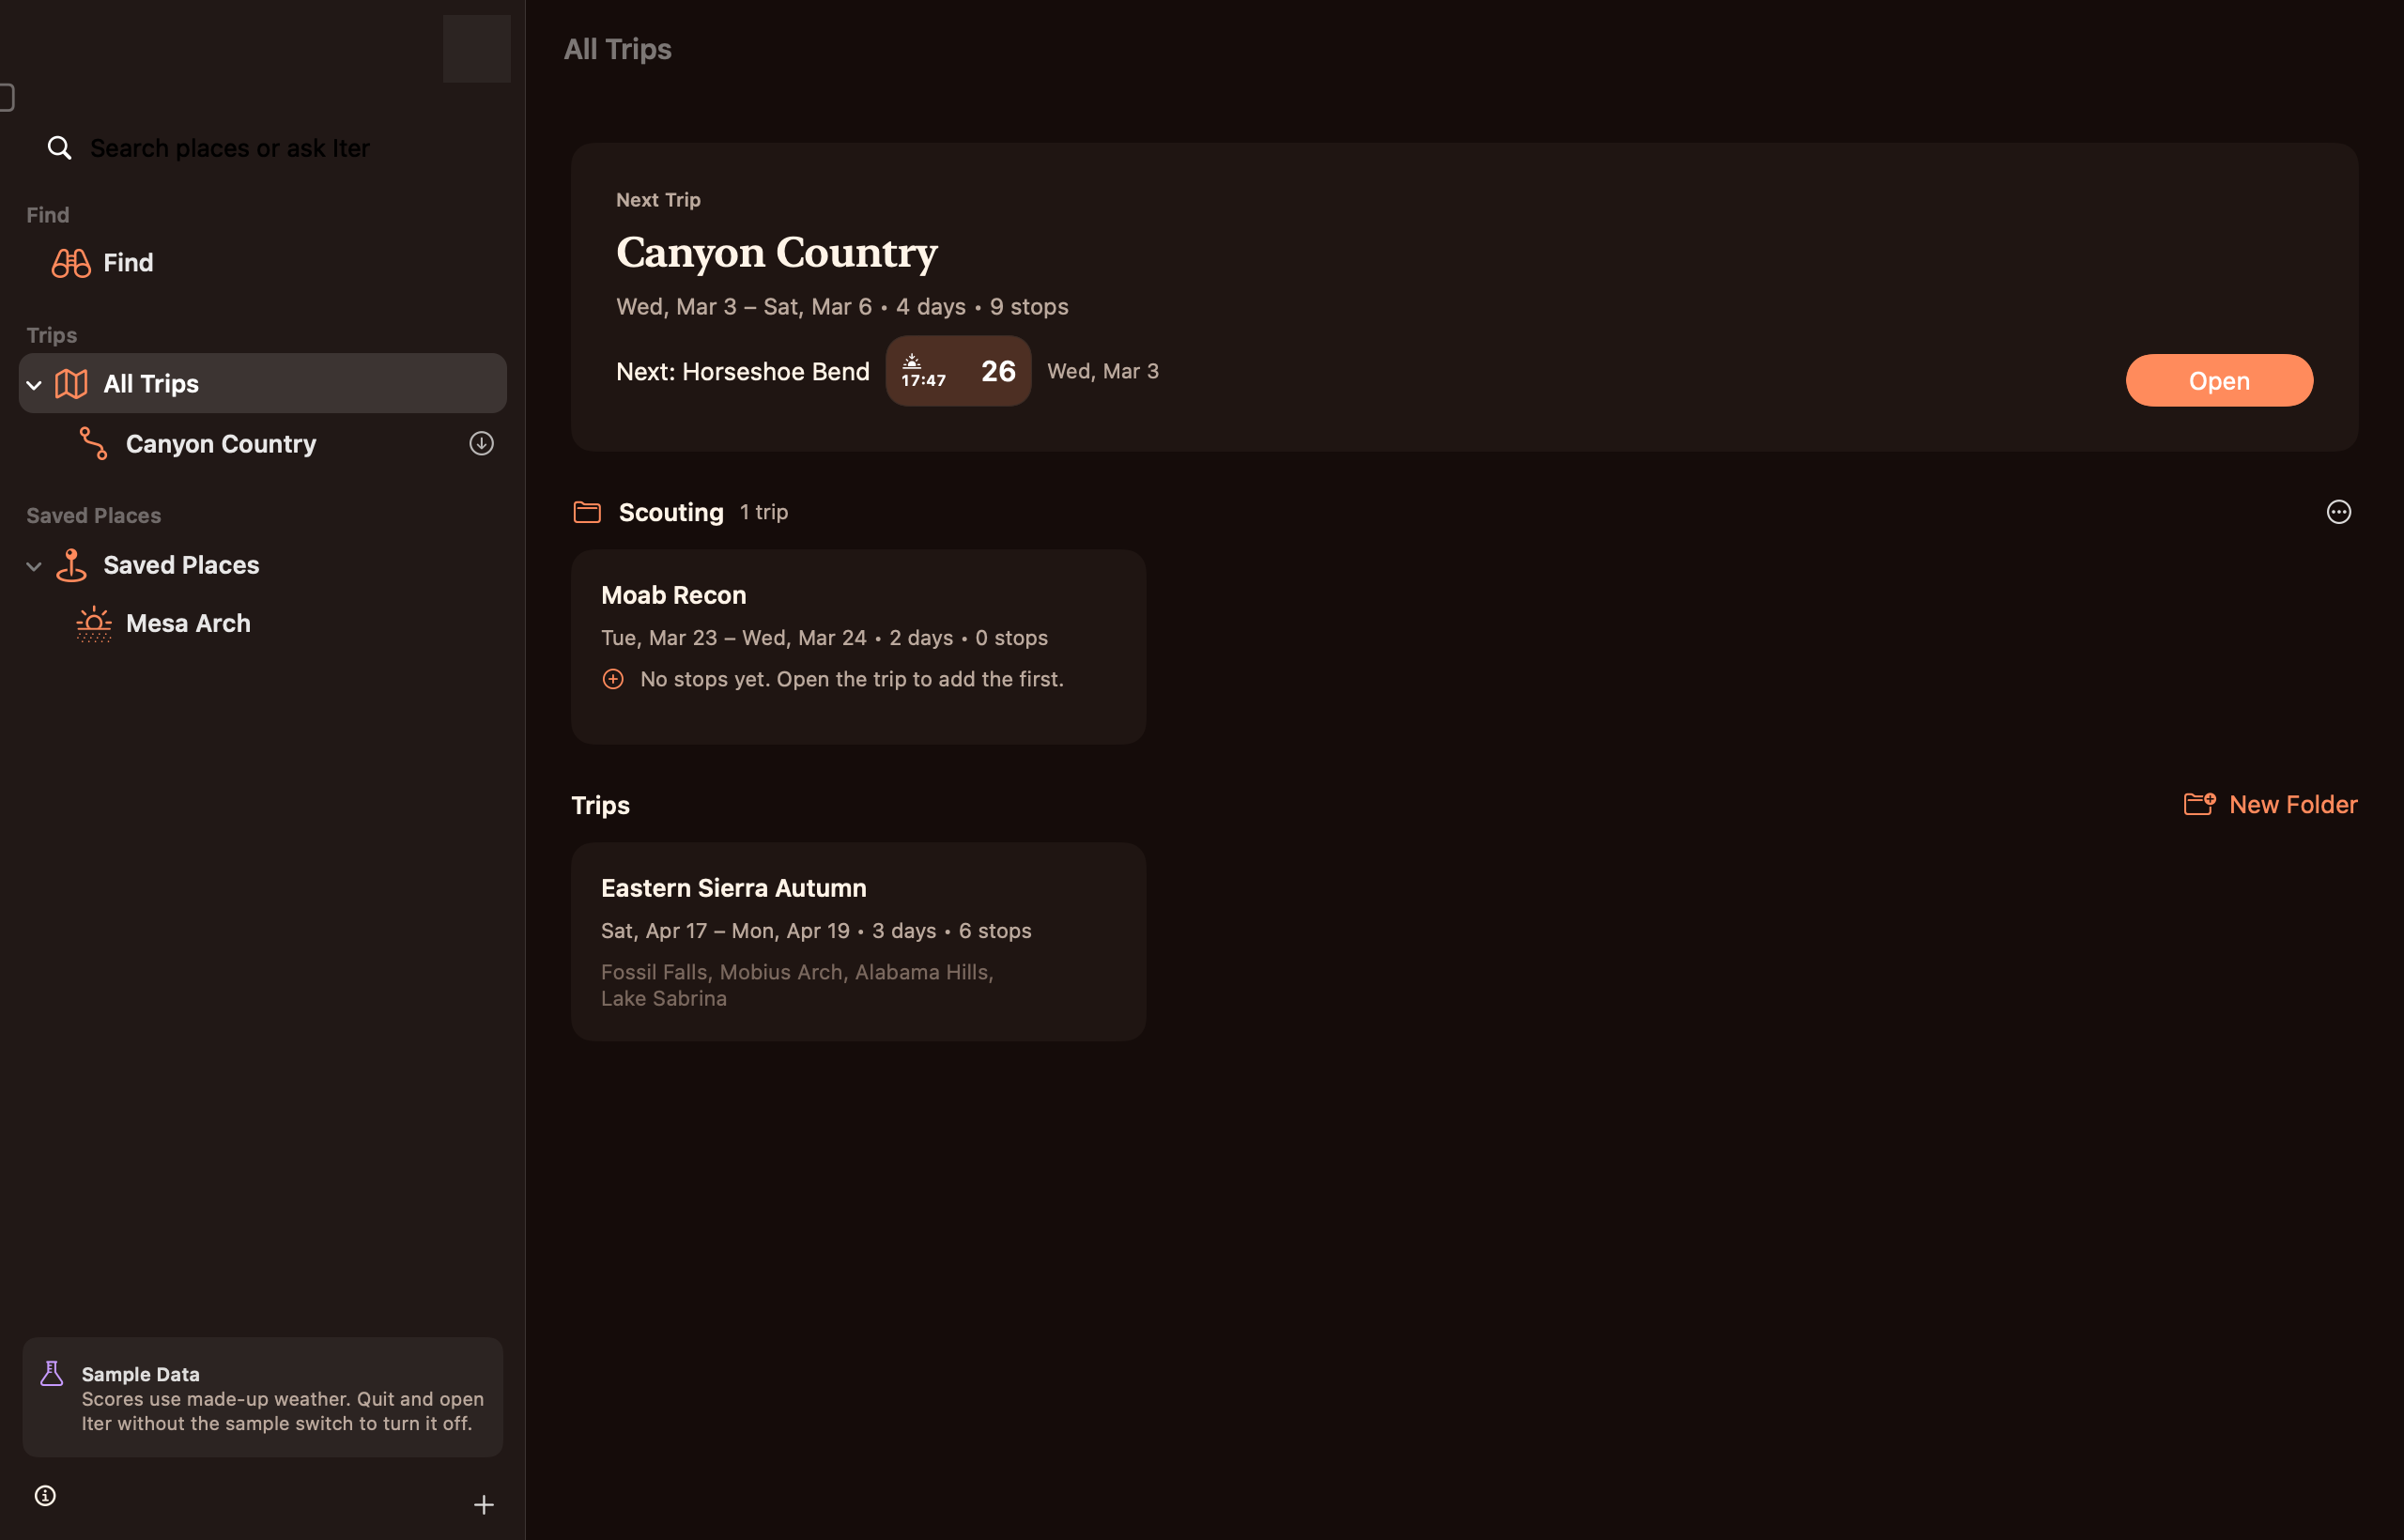 All Trips
Search places or ask Iter
Find
Find
Trips
All Trips
Canyon Country
Saved Places
Saved Places
Mesa Arch
Sample Data
Scores use made-up weather. Quit and open
Iter without the sample switch to turn it off.
Next Trip
Canyon Country
Wed, Mar 3 – Sat, Mar 6 • 4 days • 9 stops
Next: Horseshoe Bend 17:47 26 Wed, Mar 3
Open
Scouting 1 trip
Moab Recon
Tue, Mar 23 – Wed, Mar 24 • 2 days • 0 stops
No stops yet. Open the trip to add the first.
Trips
New Folder
Eastern Sierra Autumn
Sat, Apr 17 – Mon, Apr 19 • 3 days • 6 stops
Fossil Falls, Mobius Arch, Alabama Hills,
Lake Sabrina